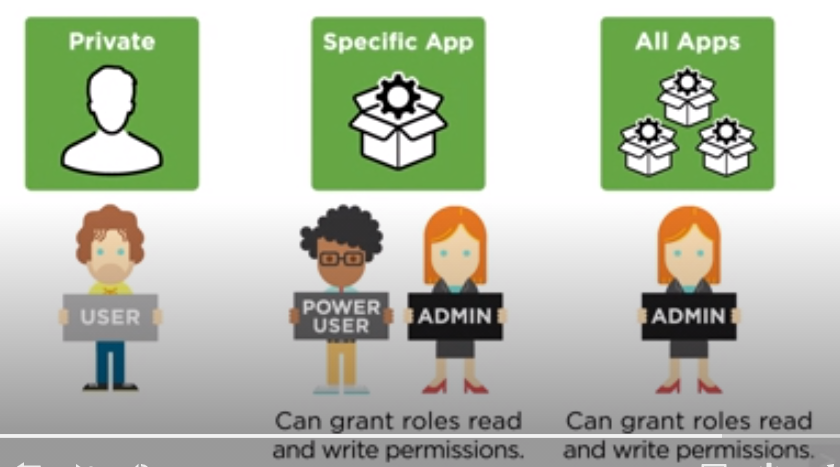 Private
Specific App
All Apps
USER
POWER
USER
ADMIN
ADMIN
Can grant roles read
and write permissions.
Can grant roles read
and write permissions.